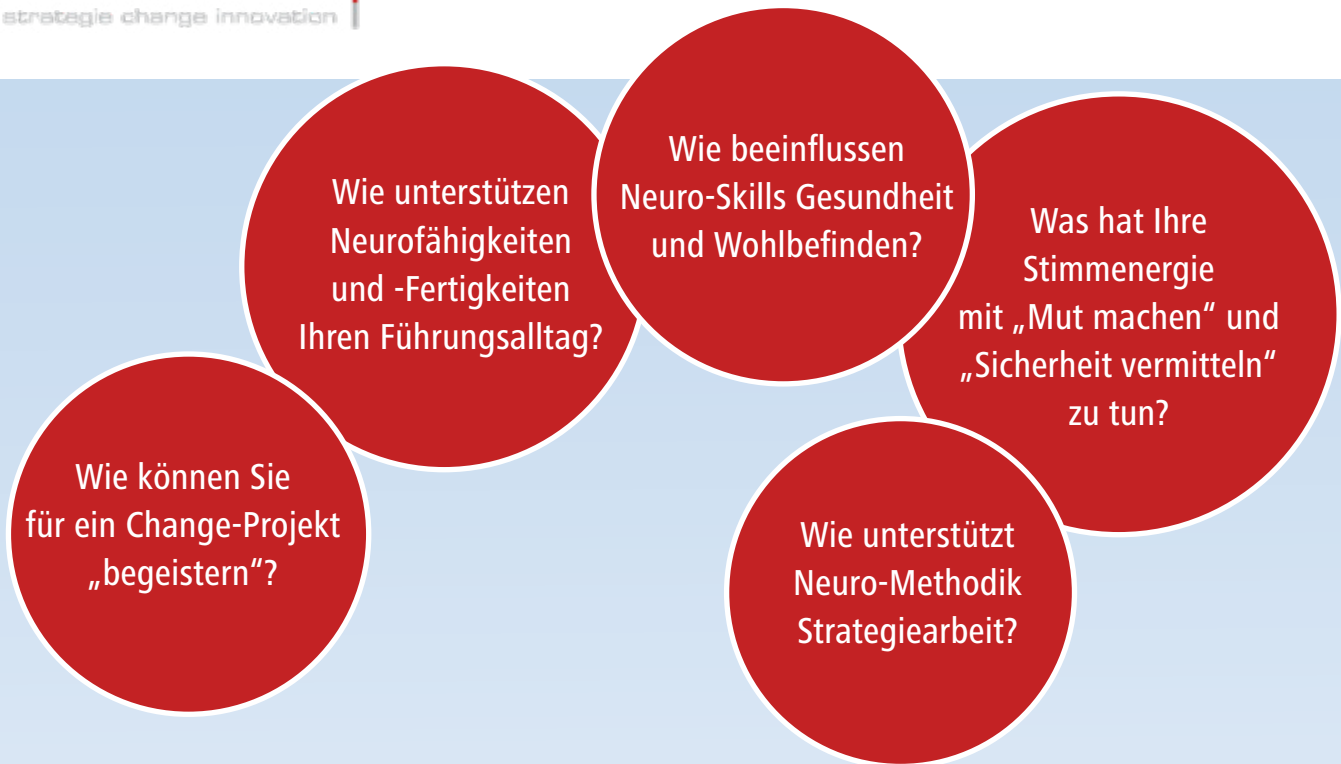 strategie change innovation
Wie unterstützen
Neurofähigkeiten
und -Fertigkeiten
Ihren Führungsalltag?
Wie beeinflussen
Neuro-Skills Gesundheit
und Wohlbefinden?
Was hat Ihre
Stimmenergie
mit „Mut machen“ und
„Sicherheit vermitteln“
zu tun?
Wie können Sie
für ein Change-Projekt
„begeistern“?
Wie unterstützt
Neuro-Methodik
Strategiearbeit?